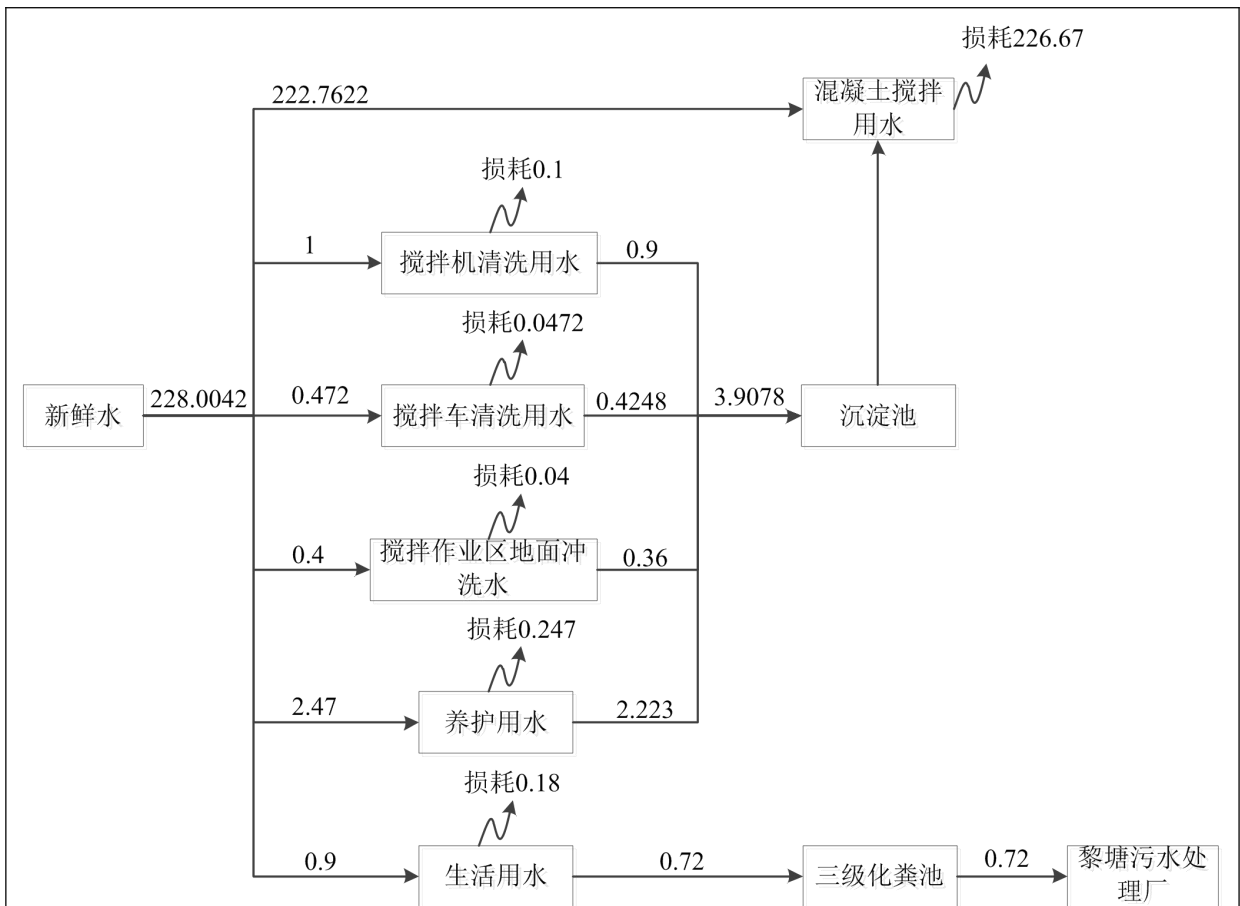 损耗226.67
222.7622
混凝土搅拌
用水
损耗0.1
1
搅拌机清洗用水
0.9
损耗0.0472
新鲜水
228.0042
0.472
搅拌车清洗用水
0.4248
3.9078
沉淀池
损耗0.04
0.4
搅拌作业区地面冲
洗水
0.36
损耗0.247
2.47
养护用水
2.223
损耗0.18
0.9
生活用水
0.72
三级化粪池
0.72
黎塘污水处
理厂